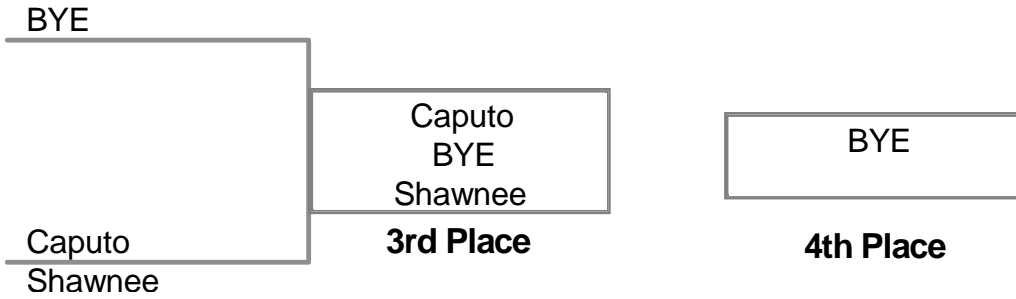 BYE
Caputo
BYE
Shawnee
BYE
Caputo
Shawnee
3rd Place
4th Place